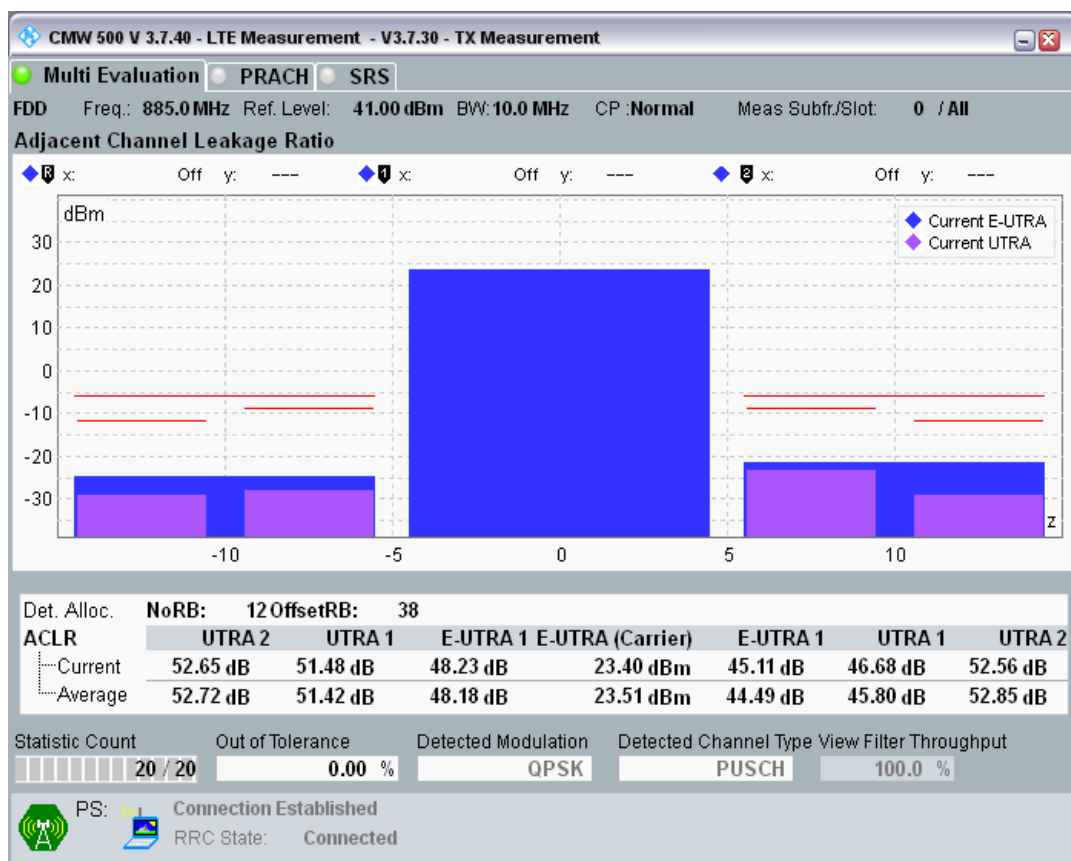 CMW 500 V 3.7.40 - LTE Measurement - V3.7.30 - TX Measurement
Multi Evaluation PRACH SRS
FDD Freq.: 885.0 MHz Ref. Level: 41.00 dBm BW: 10.0 MHz CP :Normal Meas Subfr./Slot: 0 / All
Adjacent Channel Leakage Ratio
R x: Off y: --- 1 x: Off y: --- 2 x: Off y: ---
dBm
Current E-UTRA
Current UTRA
30
20
10
0
-10
-20
-30
z
-10 -5 0 5 10
Det. Alloc. NoRB: 12 OffsetRB: 38
ACLR UTRA 2 UTRA 1 E-UTRA 1 E-UTRA (Carrier) E-UTRA 1 UTRA 1 UTRA 2
Current 52.65 dB 51.48 dB 48.23 dB 23.40 dBm 45.11 dB 46.68 dB 52.56 dB
Average 52.72 dB 51.42 dB 48.18 dB 23.51 dBm 44.49 dB 45.80 dB 52.85 dB
Statistic Count Out of Tolerance Detected Modulation Detected Channel Type View Filter Throughput
20 / 20 0.00 % QPSK PUSCH 100.0 %
PS: Connection Established
RRC State: Connected